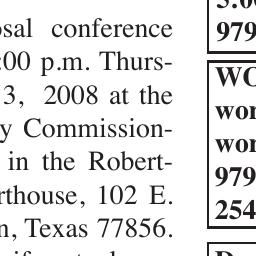 osal conference
:00 p.m. Thurs-
3, 2008 at the
y Commission-
in the Robert-
rthouse, 102 E.
n, Texas 77856.
5.00
979
WO
wor
wor
979
254